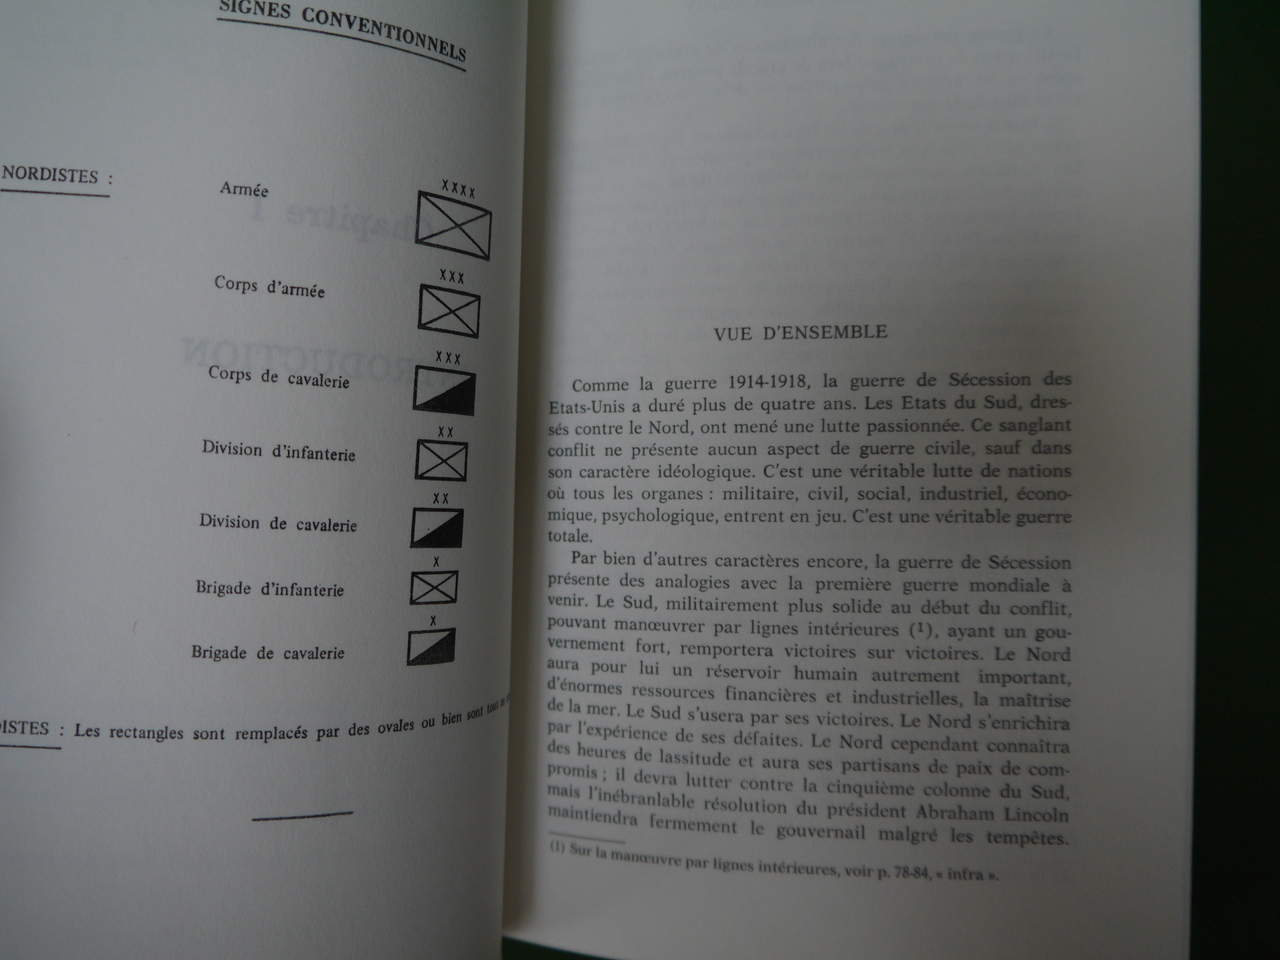 SIGNES CONVENTIONNELS
NORDISTES :
Armée
XXXX
Corps d'armée
XXX
Corps de cavalerie
XXX
Division d'infanterie
XX
Division de cavalerie
XX
Brigade d'infanterie
X
Brigade de cavalerie
X
DISTES : Les rectangles sont remplacés par des ovales ou bien sont tout
VUE D'ENSEMBLE
Comme la guerre 1914-1918, la guerre de Sécession des
Etats-Unis a duré plus de quatre ans. Les Etats du Sud, dres-
sés contre le Nord, ont mené une lutte passionnée. Ce sanglant
conflit ne présente aucun aspect de guerre civile, sauf dans
son caractère idéologique. C'est une véritable lutte de nations
où tous les organes : militaire, civil, social, industriel, écono-
mique, psychologique, entrent en jeu. C'est une véritable guerre
totale.
Par bien d'autres caractères encore, la guerre de Sécession
présente des analogies avec la première guerre mondiale à
venir. Le Sud, militairement plus solide au début du conflit,
pouvant manœuvrer par lignes intérieures (1), ayant un gou-
vernement fort, remportera victoires sur victoires. Le Nord
aura pour lui un réservoir humain autrement important,
d'énormes ressources financières et industrielles, la maîtrise
de la mer. Le Sud s'usera par ses victoires. Le Nord s'enrichira
par l'expérience de ses défaites. Le Nord cependant connaîtra
des heures de lassitude et aura ses partisans de paix de com-
promis ; il devra lutter contre la cinquième colonne du Sud,
mais l'inébranlable résolution du président Abraham Lincoln
maintiendra fermement le gouvernail malgré les tempêtes.
(1) Sur la manœuvre par lignes intérieures, voir p. 78-84, « infra ».